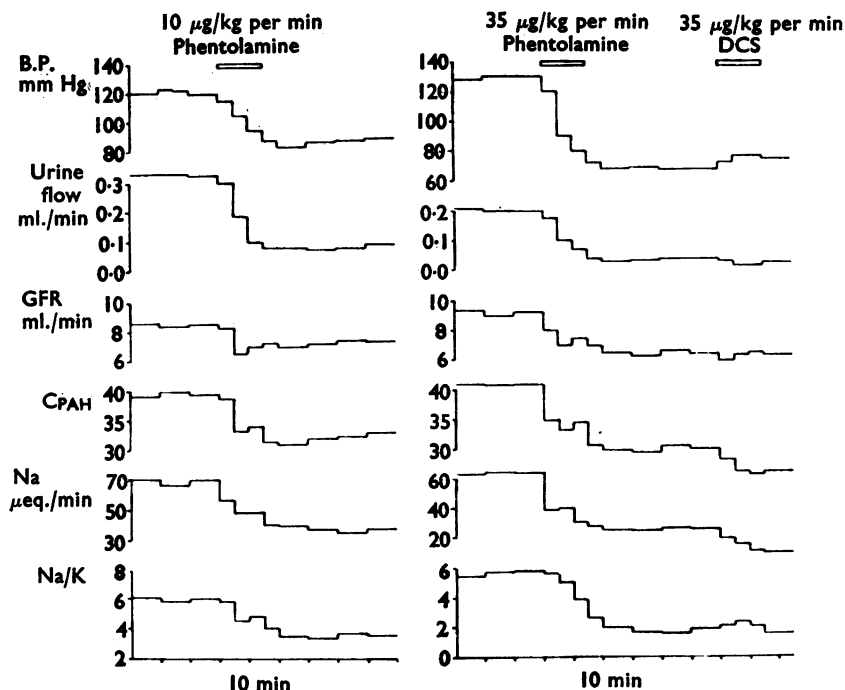 10 μg/kg per min
Phentolamine
35 μg/kg per min
Phentolamine
35 μg/kg per min
DCS
B.P.
mm Hg
140
120
100
80
140
120
100
80
60
Urine
flow
ml./min
0·3
0·2
0·1
0·0
0·2
0·1
0·0
GFR
ml./min
10
8
6
10
8
6
CPAH
40
35
30
40
35
30
Na
μeq./min
70
50
30
60
40
20
Na/K
8
6
4
2
6
4
2
0
10 min
10 min